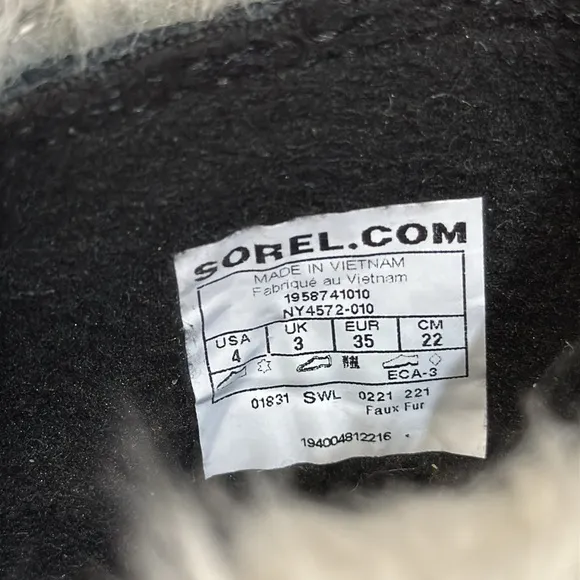 SOREL.COM
MADE IN VIETNAM
Fabriqué au Vietnam
1958741010
NY4572-010
USA UK EUR CM
4 3 35 22
ECA-3
01831 SWL 0221 221
Faux Fur
194004812216